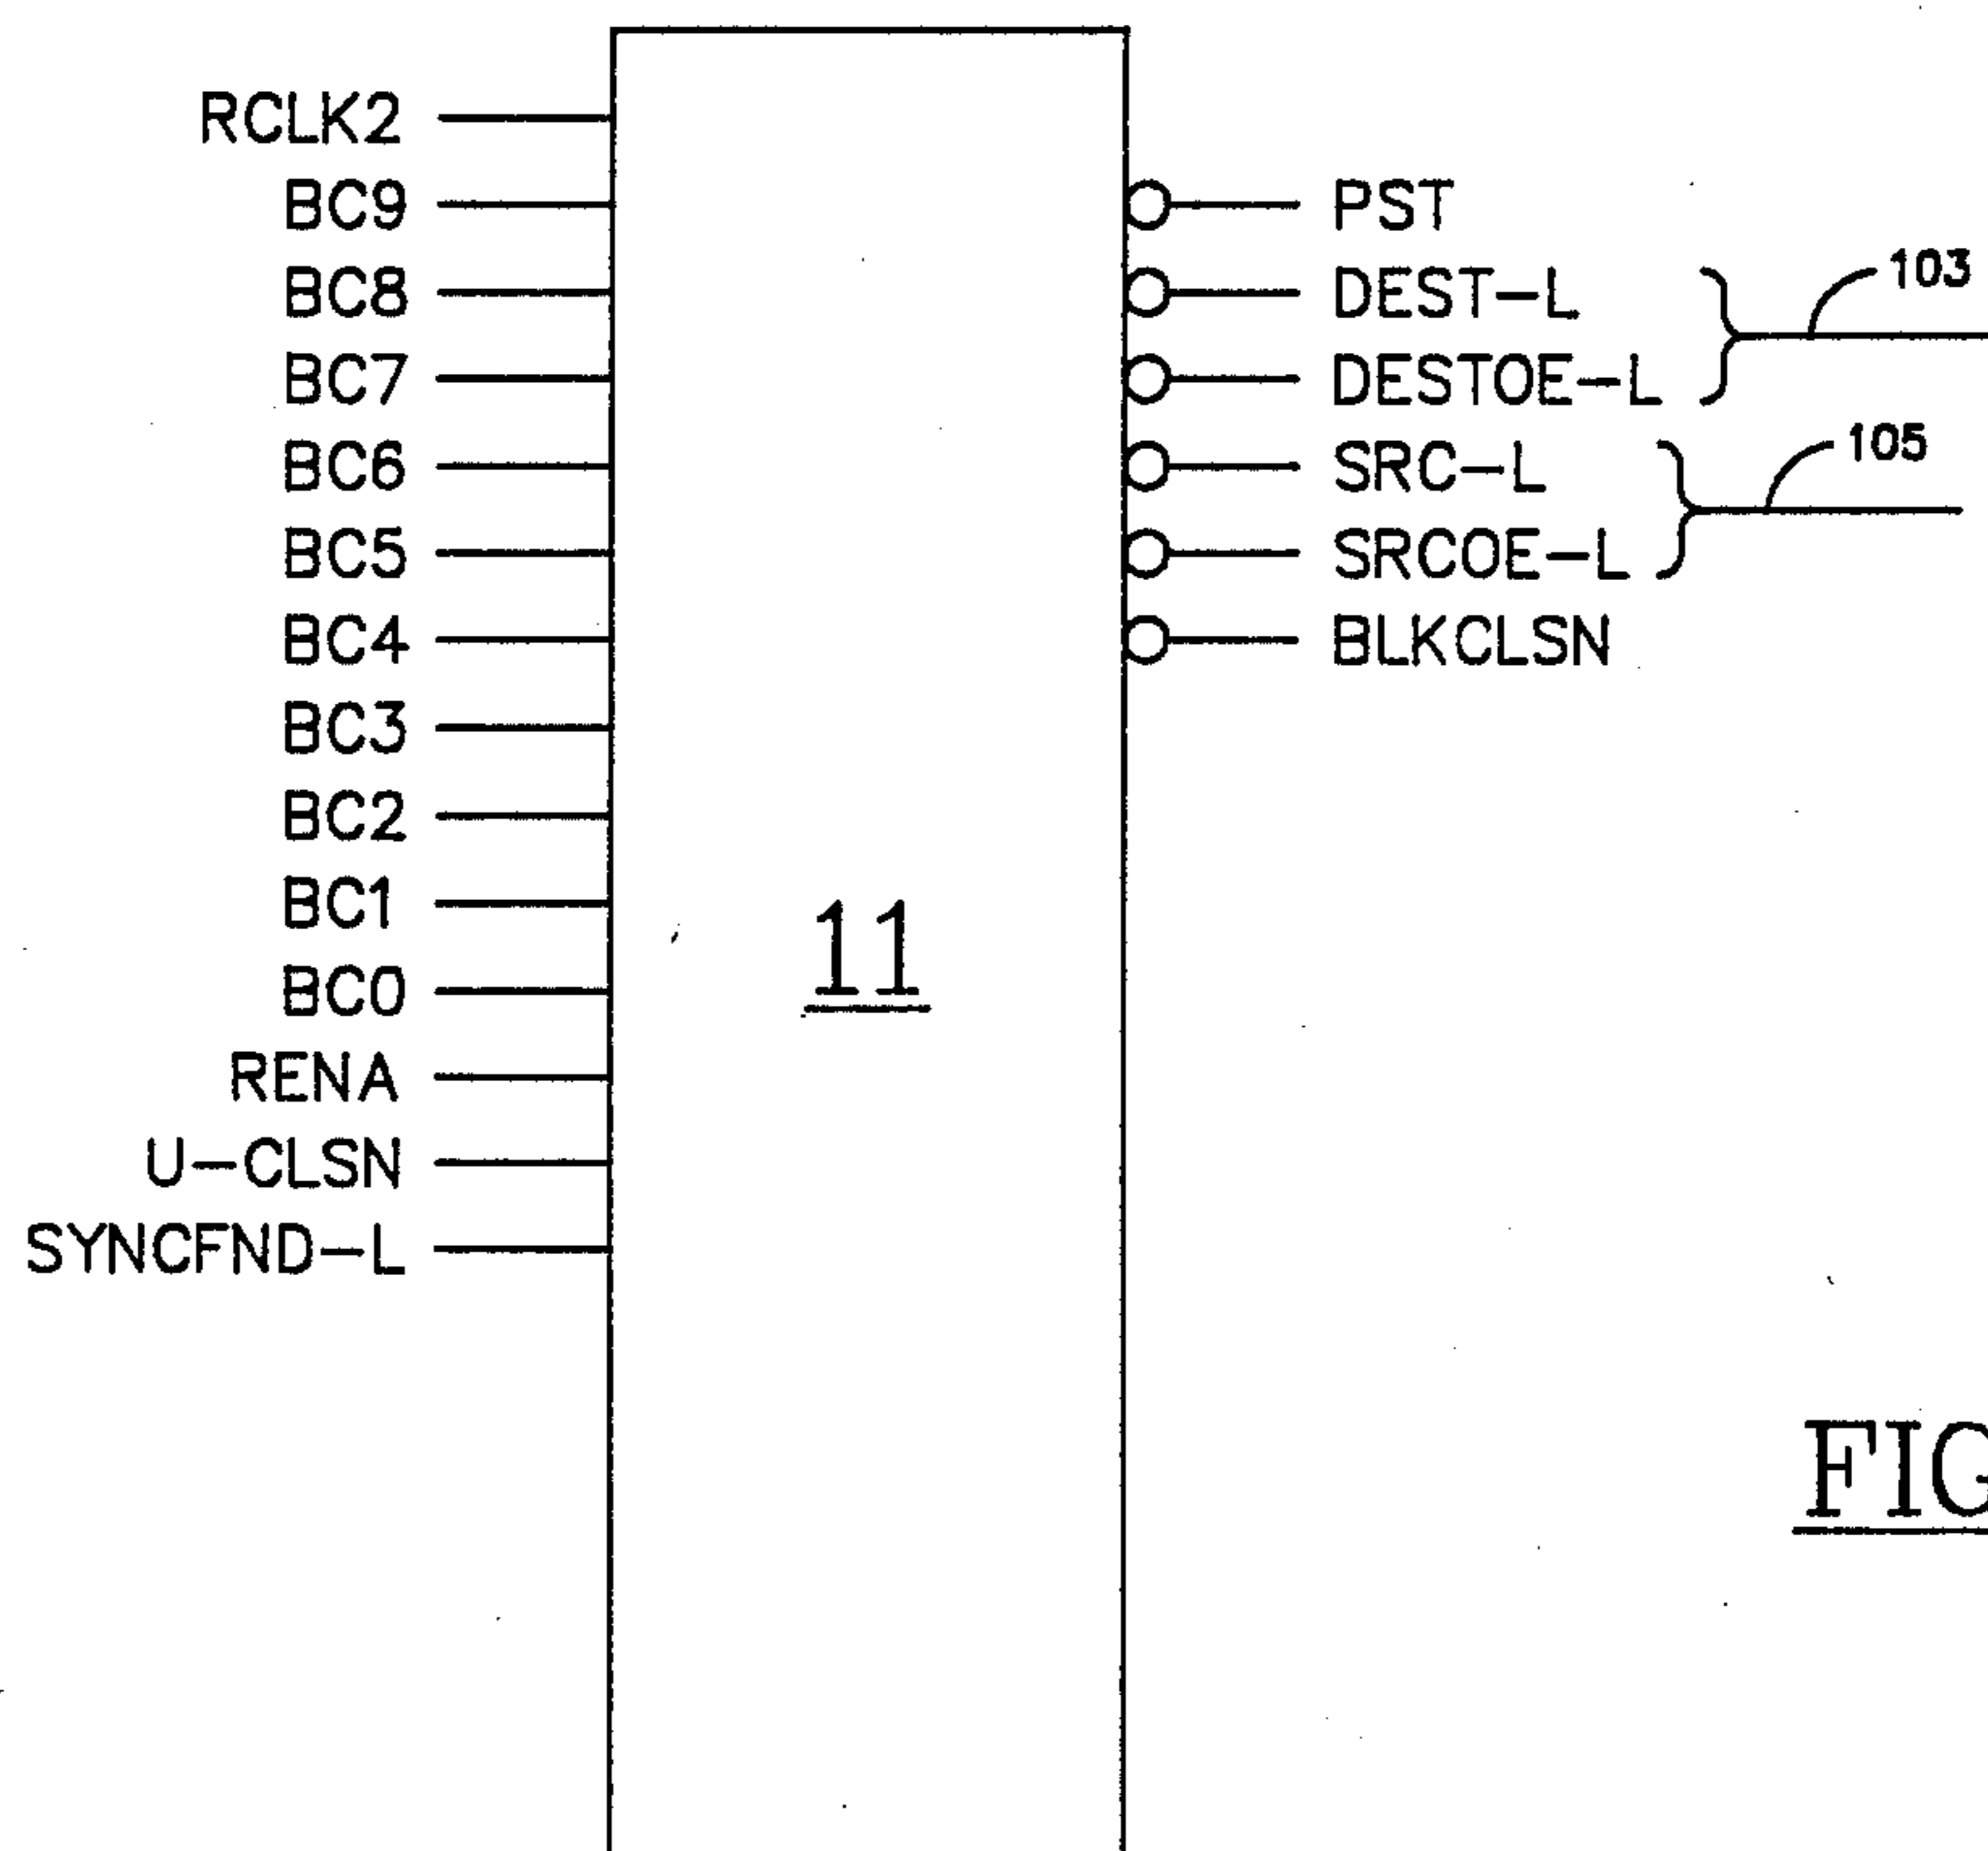 RCLK2
BC9
BC8
BC7
BC6
BC5
BC4
BC3
BC2
BC1
BC0
RENA
U-CLSN
SYNCFND-L
11
PST
DEST-L
DESTOE-L
SRC-L
SRCOE-L
BLKCLSN
103
105
FIG